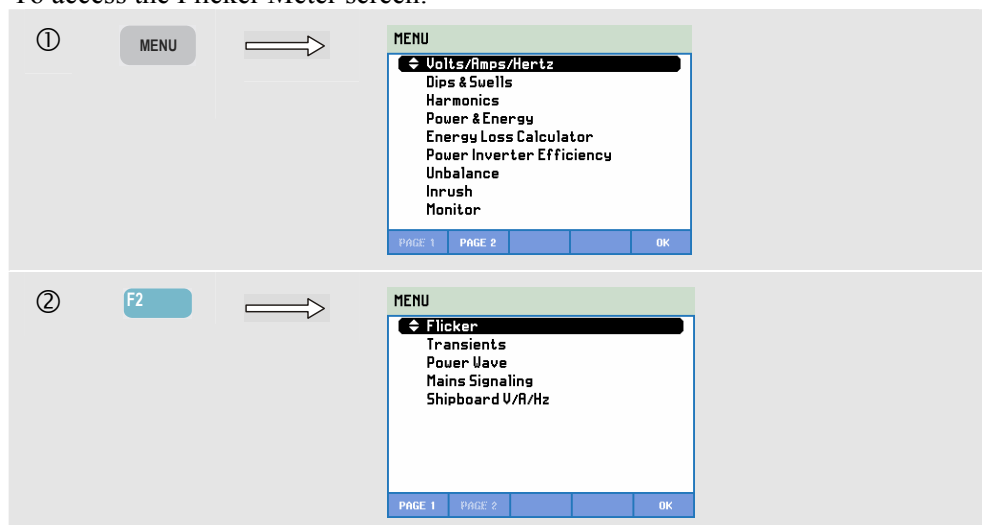 To access the Flicker Meter screen:
① MENU
MENU
Volts/Amps/Hertz
Dips & Swells
Harmonics
Power & Energy
Energy Loss Calculator
Power Inverter Efficiency
Unbalance
Inrush
Monitor
PAGE 1 PAGE 2 OK
② F2
MENU
Flicker
Transients
Power Wave
Mains Signaling
Shipboard V/A/Hz
PAGE 1 PAGE 2 OK